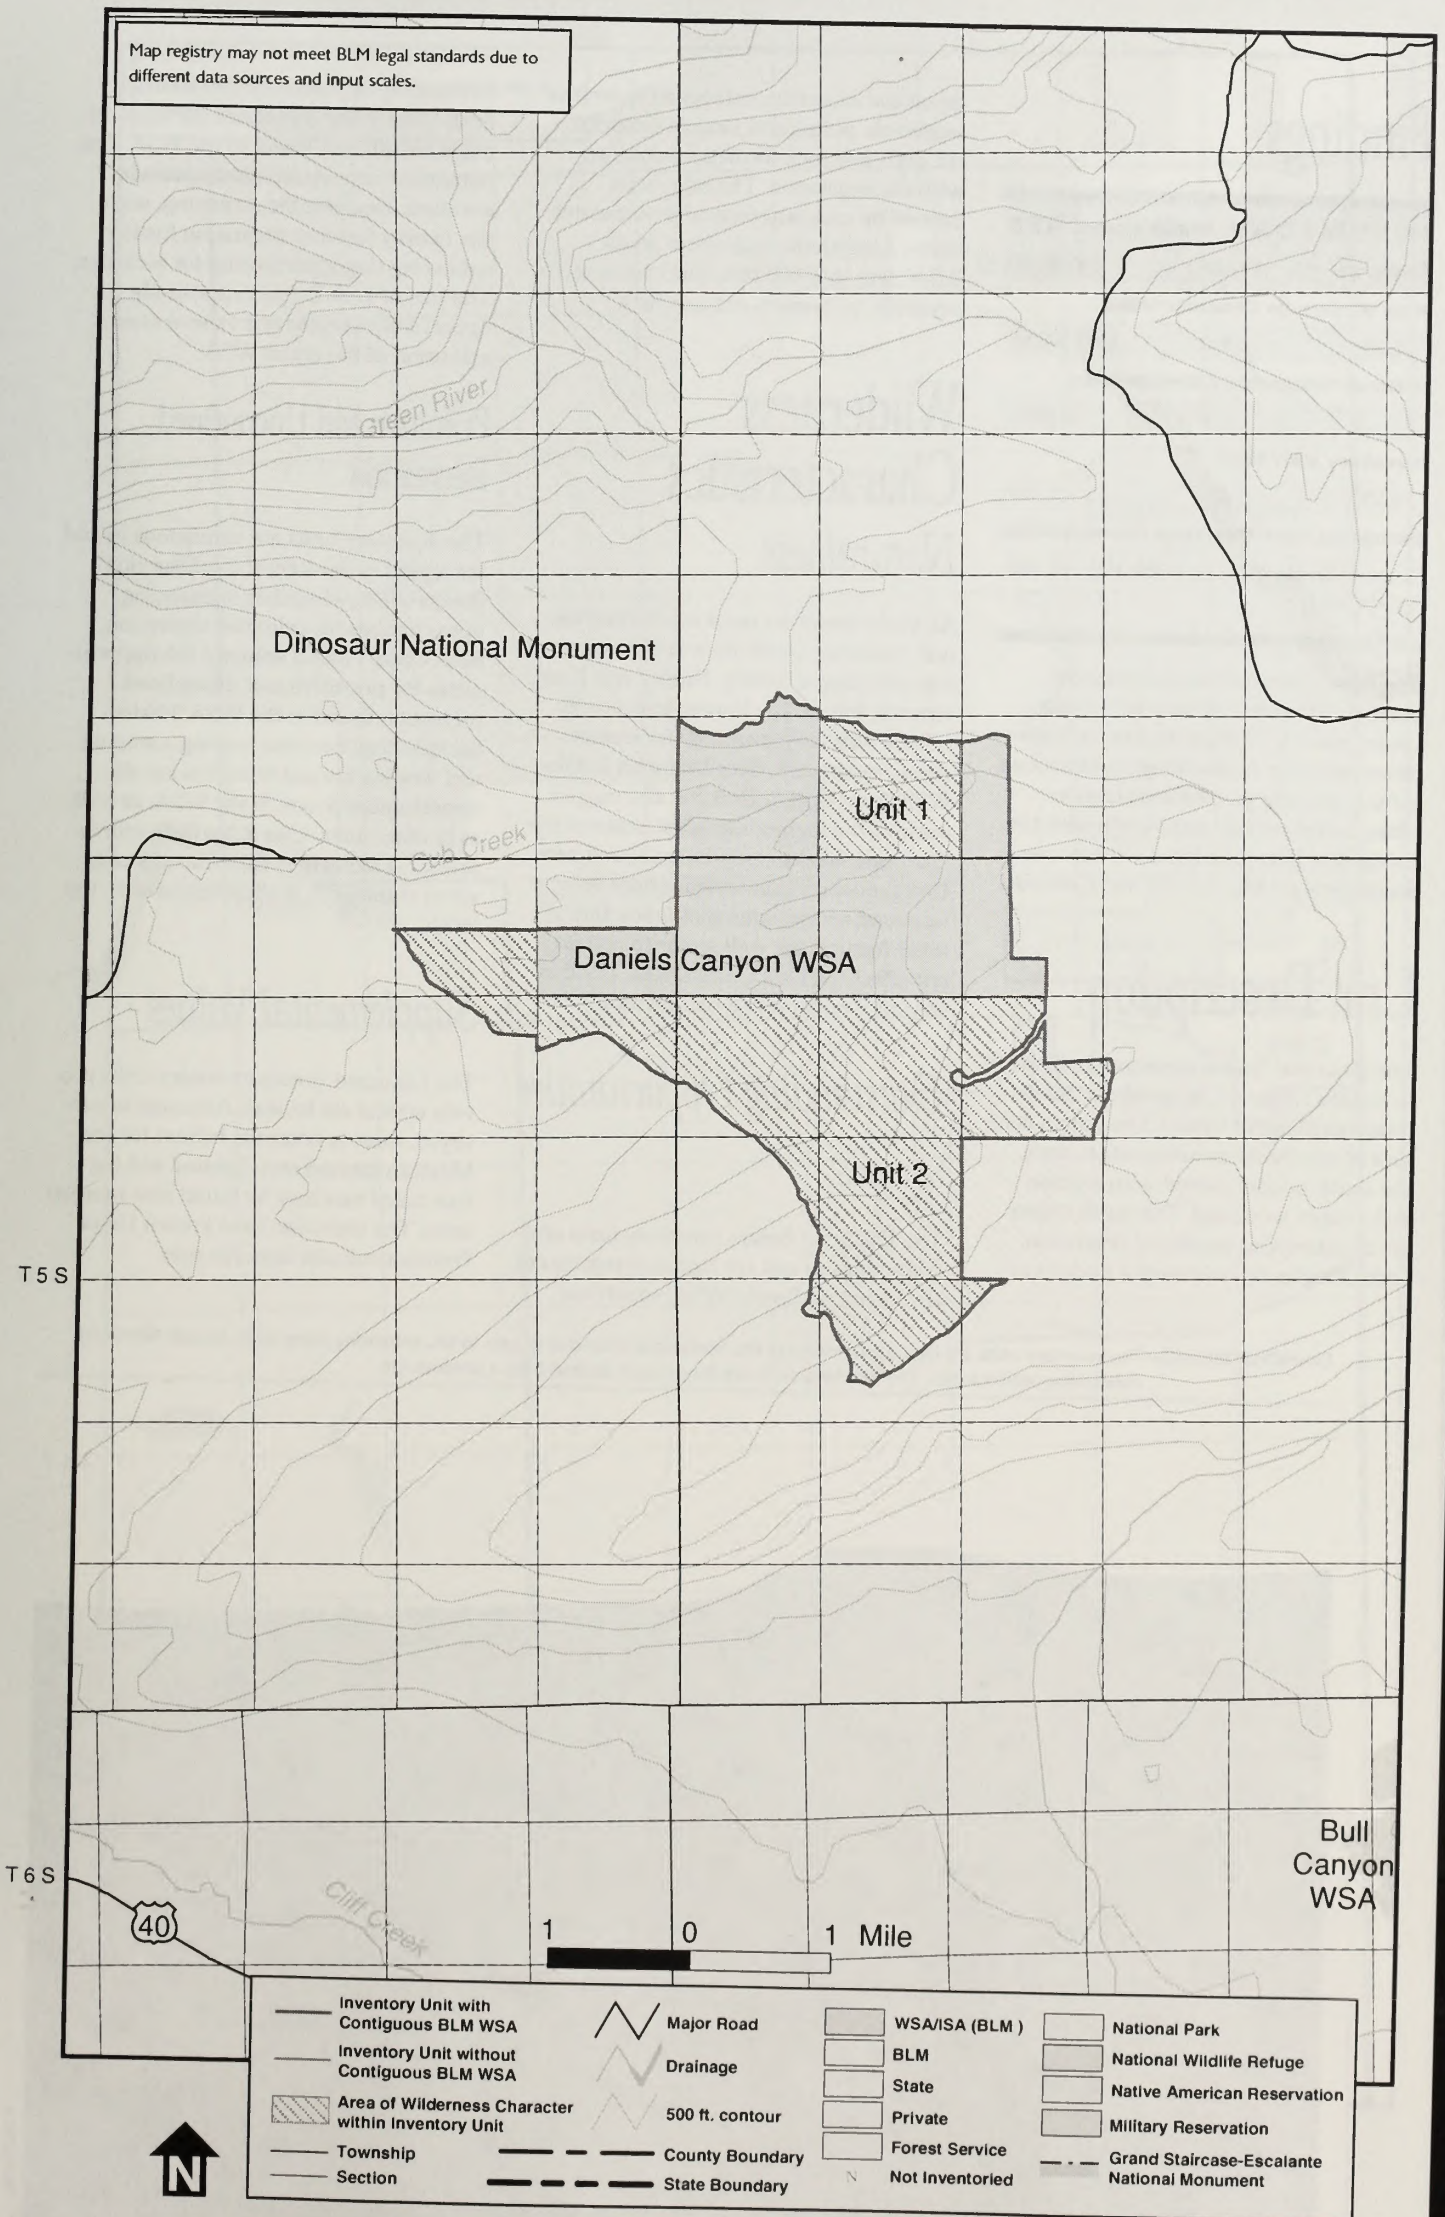 Map registry may not meet BLM legal standards due to
different data sources and input scales.
Green River
Dinosaur National Monument
Unit 1
Cub Creek
Daniels Canyon WSA
Unit 2
T 5 S
Bull
Canyon
WSA
T 6 S
40
Cliff Creek
1 0 1 Mile
Inventory Unit with
Contiguous BLM WSA
Inventory Unit without
Contiguous BLM WSA
Area of Wilderness Character
within Inventory Unit
Township
Section
Major Road
Drainage
500 ft. contour
County Boundary
State Boundary
WSA/ISA (BLM )
BLM
State
Private
Forest Service
N Not Inventoried
National Park
National Wildlife Refuge
Native American Reservation
Military Reservation
Grand Staircase-Escalante
National Monument
N